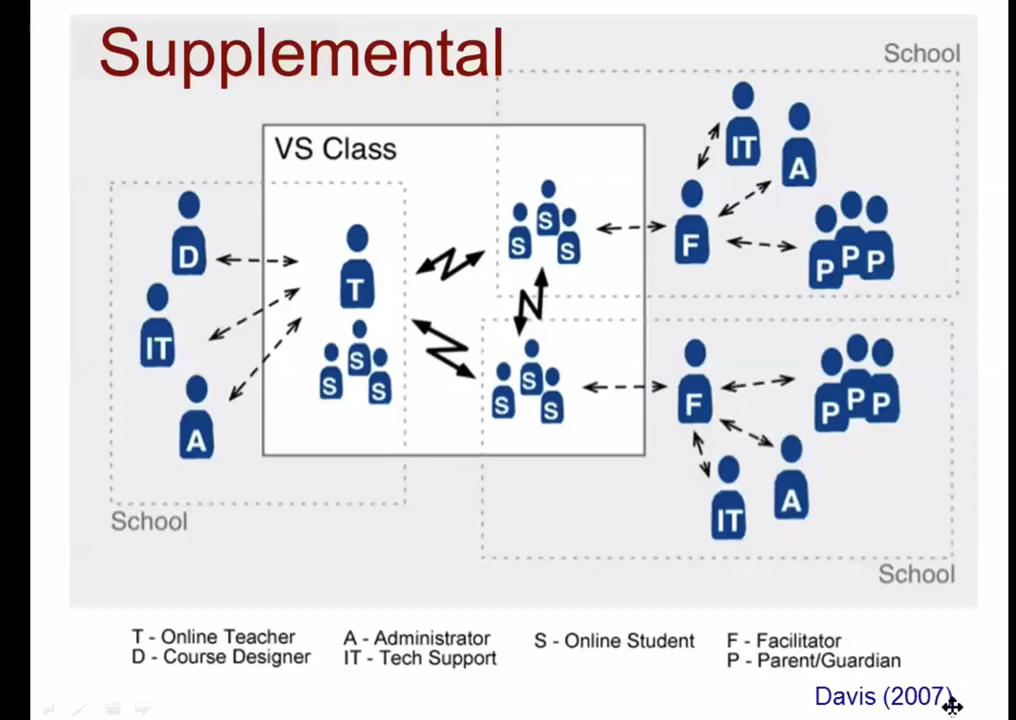 Supplemental
School
VS Class
IT
A
D
T
S
S
S
F
P
P
P
IT
S
S
S
S
S
S
F
P
P
P
A
A
IT
School
School
T - Online Teacher
D - Course Designer
A - Administrator
IT - Tech Support
S - Online Student
F - Facilitator
P - Parent/Guardian
Davis (2007)